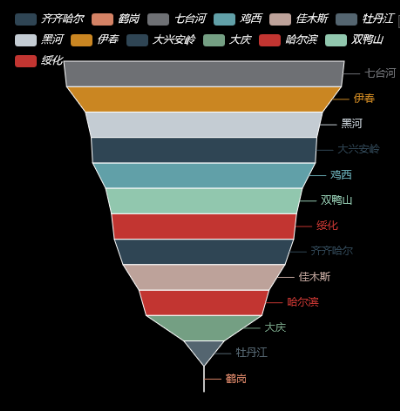 齐齐哈尔 鹤岗 七台河 鸡西 佳木斯 牡丹江
黑河 伊春 大兴安岭 大庆 哈尔滨 双鸭山
绥化
七台河
伊春
黑河
大兴安岭
鸡西
双鸭山
绥化
齐齐哈尔
佳木斯
哈尔滨
大庆
牡丹江
鹤岗